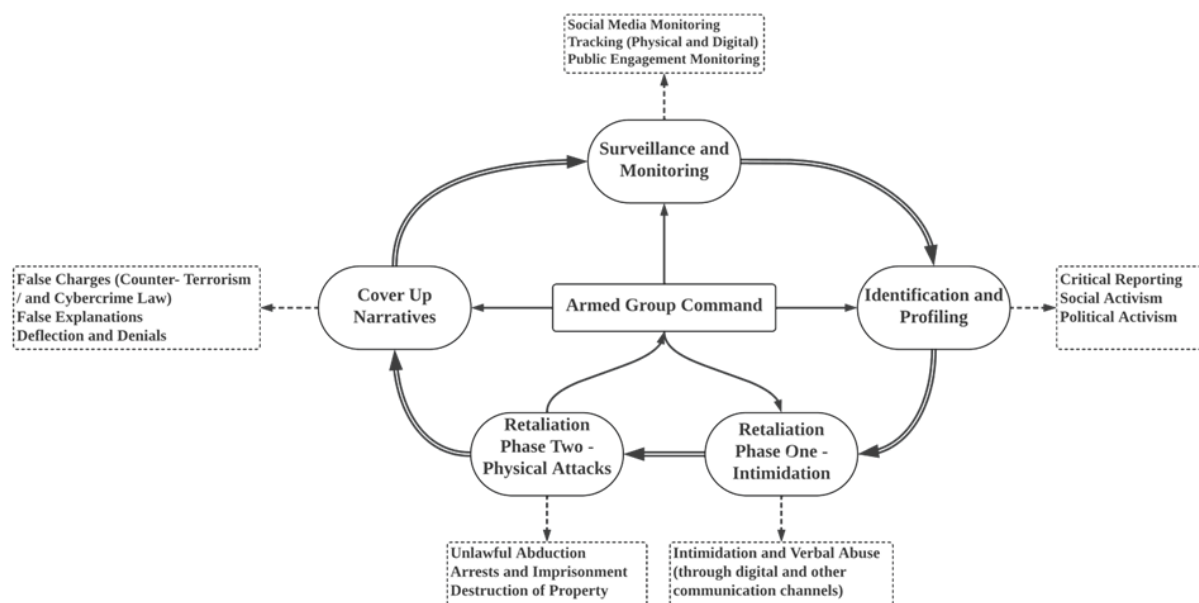 Social Media Monitoring
Tracking (Physical and Digital)
Public Engagement Monitoring
Surveillance and
Monitoring
False Charges (Counter- Terrorism
/ and Cybercrime Law)
False Explanations
Deflection and Denials
Cover Up
Narratives
Armed Group Command
Identification and
Profiling
Critical Reporting
Social Activism
Political Activism
Retaliation
Phase Two -
Physical Attacks
Retaliation
Phase One -
Intimidation
Unlawful Abduction
Arrests and Imprisonment
Destruction of Property
Intimidation and Verbal Abuse
(through digital and other
communication channels)